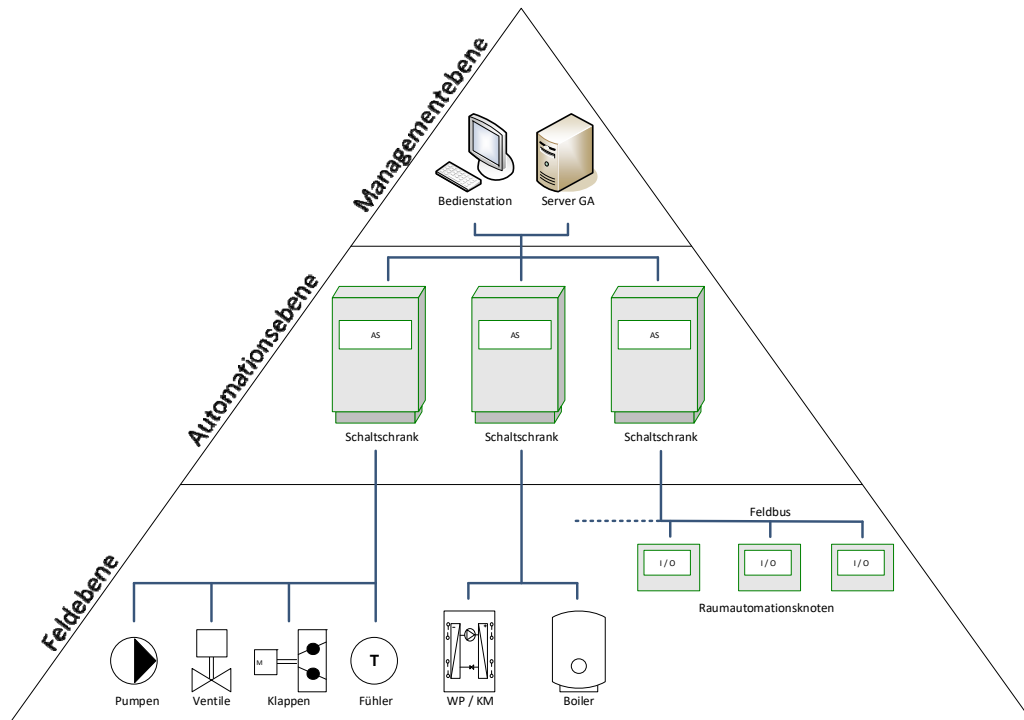 Managementebene
Bedienstation
Server GA
Automationsebene
AS
AS
AS
Schaltschrank
Schaltschrank
Schaltschrank
Feldebene
Feldbus
I / O
I / O
I / O
Raumautomationsknoten
M
T
Pumpen
Ventile
Klappen
Fühler
WP / KM
Boiler